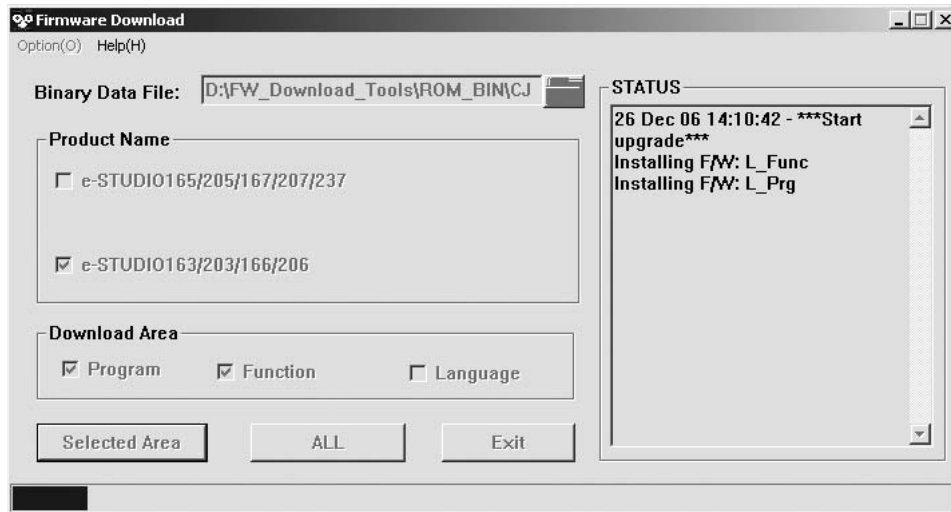 Firmware Download
Option(O) Help(H)
Binary Data File: D:\FW_Download_Tools\ROM_BIN\CJ
Product Name
e-STUDIO165/205/167/207/237
e-STUDIO163/203/166/206
Download Area
Program Function Language
Selected Area ALL Exit
STATUS
26 Dec 06 14:10:42 - ***Start
upgrade***
Installing F/W: L_Func
Installing F/W: L_Prg